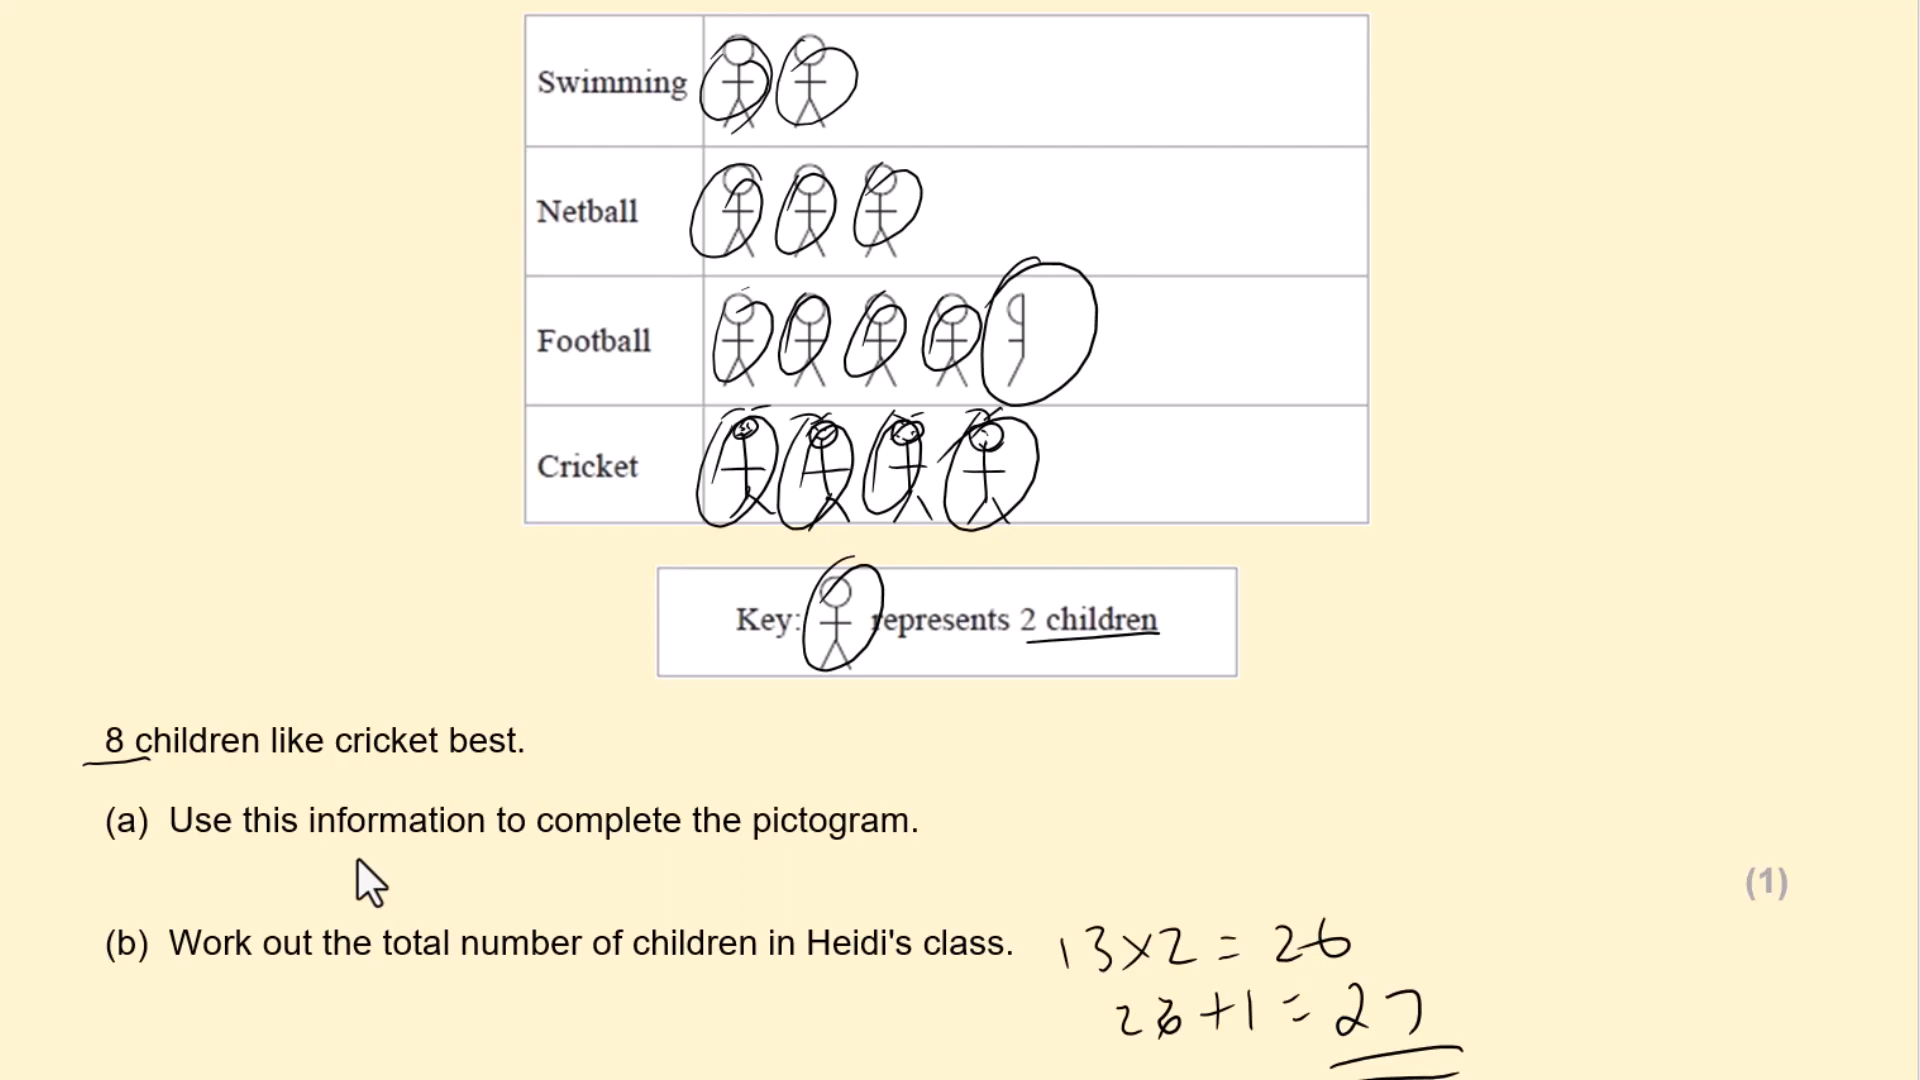 Swimming
Netball
Football
Cricket
Key: represents 2 children
8 children like cricket best.
(a) Use this information to complete the pictogram.
(1)
(b) Work out the total number of children in Heidi's class.
13×2 = 26
26+1 = 27